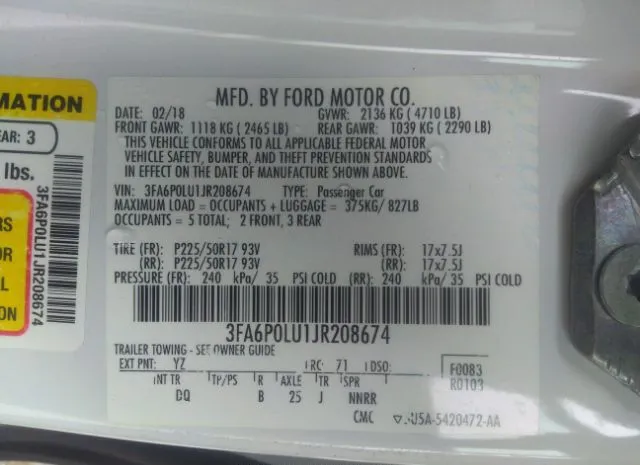 MFD. BY FORD MOTOR CO.
DATE: 02/18 GVWR: 2136 KG ( 4710 LB)
FRONT GAWR: 1118 KG ( 2465 LB) REAR GAWR: 1039 KG ( 2290 LB)
THIS VEHICLE CONFORMS TO ALL APPLICABLE FEDERAL MOTOR
VEHICLE SAFETY, BUMPER, AND THEFT PREVENTION STANDARDS
IN EFFECT ON THE DATE OF MANUFACTURE SHOWN ABOVE.
VIN: 3FA6P0LU1JR208674 TYPE: Passenger Car
MAXIMUM LOAD = OCCUPANTS + LUGGAGE = 375KG/ 827LB
OCCUPANTS = 5 TOTAL; 2 FRONT, 3 REAR
TIRE (FR): P225/50R17 93V RIMS (FR): 17x7.5J
(RR): P225/50R17 93V (RR): 17x7.5J
PRESSURE (FR): 240 kPa/ 35 PSI COLD (RR): 240 kPa/ 35 PSI COLD
3FA6P0LU1JR208674
TRAILER TOWING - SEE OWNER GUIDE
EXT PNT: YZ RC: 71 DSO: F0083
INT TR TP/PS R AXLE TR SPR R0103
DQ B 25 J NNRR
CMC 5A-5420472-AA
MATION
EAR: 3
lbs.
RS
OR
AL
ON
3FA6P0LU1JR208674